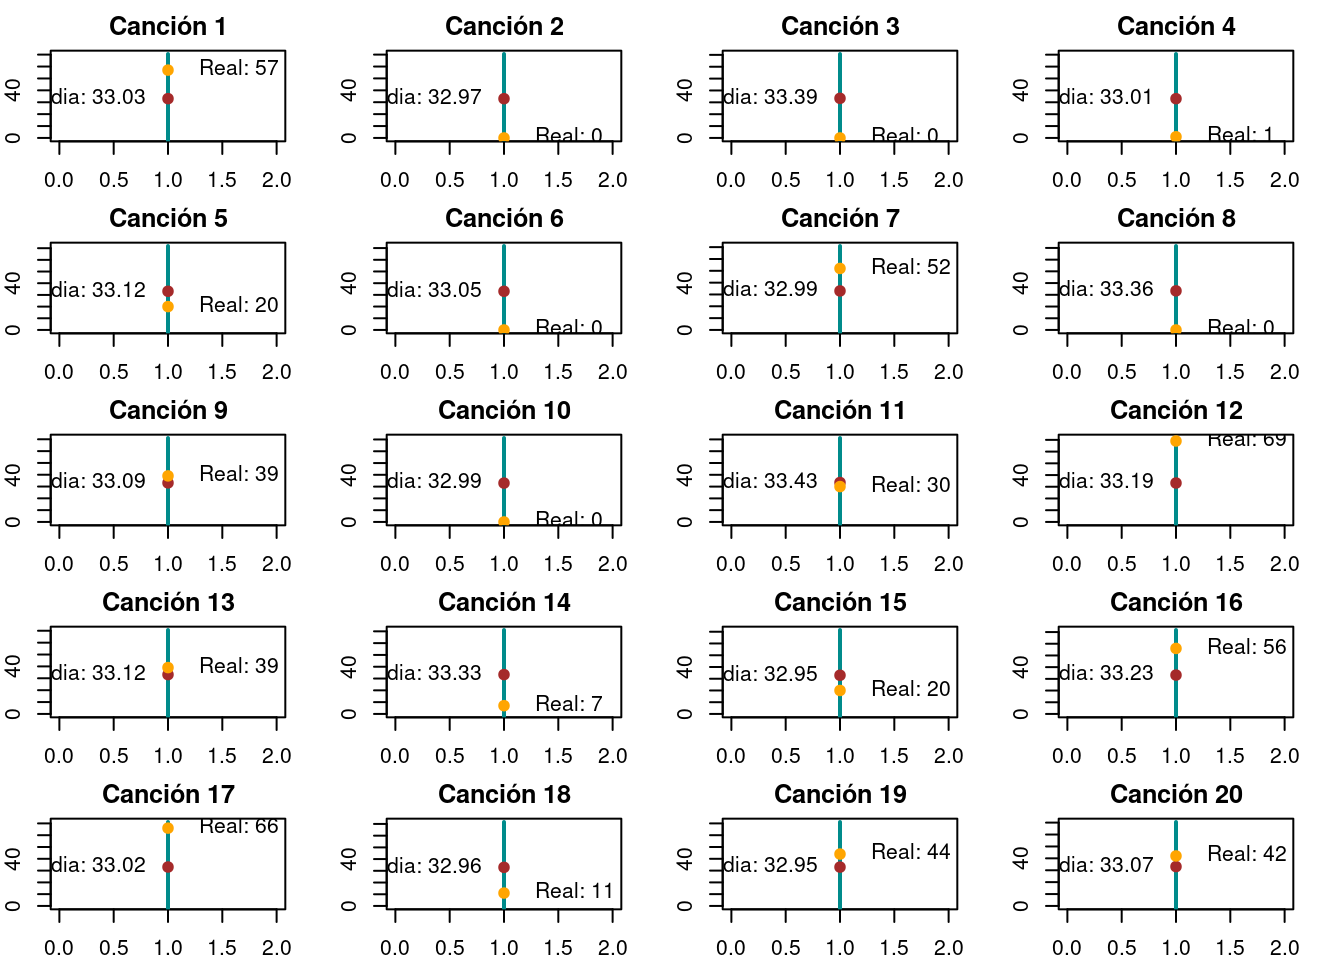 Canción 1
Real: 57
dia: 33.03
40
0
0.0 0.5 1.0 1.5 2.0
Canción 2
dia: 32.97
Real: 0
40
0
0.0 0.5 1.0 1.5 2.0
Canción 3
dia: 33.39
Real: 0
40
0
0.0 0.5 1.0 1.5 2.0
Canción 4
dia: 33.01
Real: 1
40
0
0.0 0.5 1.0 1.5 2.0
Canción 5
dia: 33.12
Real: 20
40
0
0.0 0.5 1.0 1.5 2.0
Canción 6
dia: 33.05
Real: 0
40
0
0.0 0.5 1.0 1.5 2.0
Canción 7
Real: 52
dia: 32.99
40
0
0.0 0.5 1.0 1.5 2.0
Canción 8
dia: 33.36
Real: 0
40
0
0.0 0.5 1.0 1.5 2.0
Canción 9
Real: 39
dia: 33.09
40
0
0.0 0.5 1.0 1.5 2.0
Canción 10
dia: 32.99
Real: 0
40
0
0.0 0.5 1.0 1.5 2.0
Canción 11
dia: 33.43
Real: 30
40
0
0.0 0.5 1.0 1.5 2.0
Canción 12
Real: 69
dia: 33.19
40
0
0.0 0.5 1.0 1.5 2.0
Canción 13
Real: 39
dia: 33.12
40
0
0.0 0.5 1.0 1.5 2.0
Canción 14
dia: 33.33
Real: 7
40
0
0.0 0.5 1.0 1.5 2.0
Canción 15
dia: 32.95
Real: 20
40
0
0.0 0.5 1.0 1.5 2.0
Canción 16
Real: 56
dia: 33.23
40
0
0.0 0.5 1.0 1.5 2.0
Canción 17
Real: 66
dia: 33.02
40
0
0.0 0.5 1.0 1.5 2.0
Canción 18
dia: 32.96
Real: 11
40
0
0.0 0.5 1.0 1.5 2.0
Canción 19
Real: 44
dia: 32.95
40
0
0.0 0.5 1.0 1.5 2.0
Canción 20
Real: 42
dia: 33.07
40
0
0.0 0.5 1.0 1.5 2.0